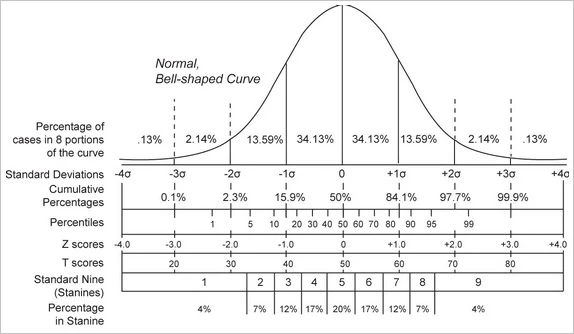 Normal,
Bell-shaped Curve
Percentage of
cases in 8 portions
of the curve
.13% 2.14% 13.59% 34.13% 34.13% 13.59% 2.14% .13%
Standard Deviations -4σ -3σ -2σ -1σ 0 +1σ +2σ +3σ +4σ
Cumulative
Percentages
0.1% 2.3% 15.9% 50% 84.1% 97.7% 99.9%
Percentiles 1 5 10 20 30 40 50 60 70 80 90 95 99
Z scores -4.0 -3.0 -2.0 -1.0 0 +1.0 +2.0 +3.0 +4.0
T scores 20 30 40 50 60 70 80
Standard Nine
(Stanines)
1 2 3 4 5 6 7 8 9
Percentage
in Stanine
4% 7% 12% 17% 20% 17% 12% 7% 4%